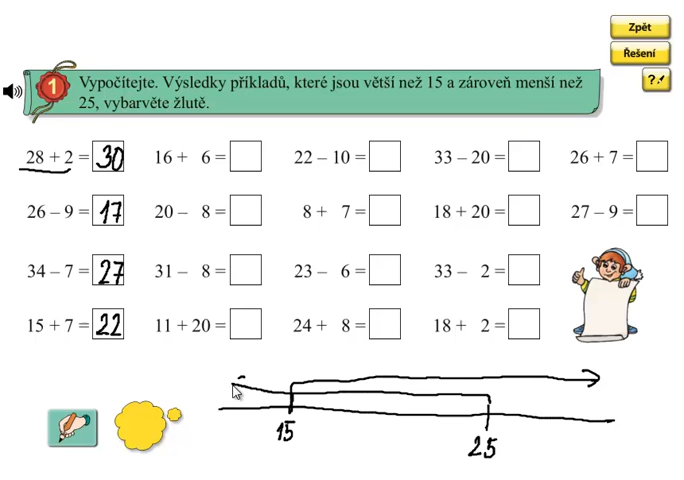 Zpět
Řešení
?
1 Vypočítejte. Výsledky příkladů, které jsou větší než 15 a zároveň menší než
25, vybarvěte žlutě.
28 + 2 = 30 16 + 6 = 22 – 10 = 33 – 20 = 26 + 7 =
26 – 9 = 17 20 – 8 = 8 + 7 = 18 + 20 = 27 – 9 =
34 – 7 = 27 31 – 8 = 23 – 6 = 33 – 2 =
15 + 7 = 22 11 + 20 = 24 + 8 = 18 + 2 =
15 25